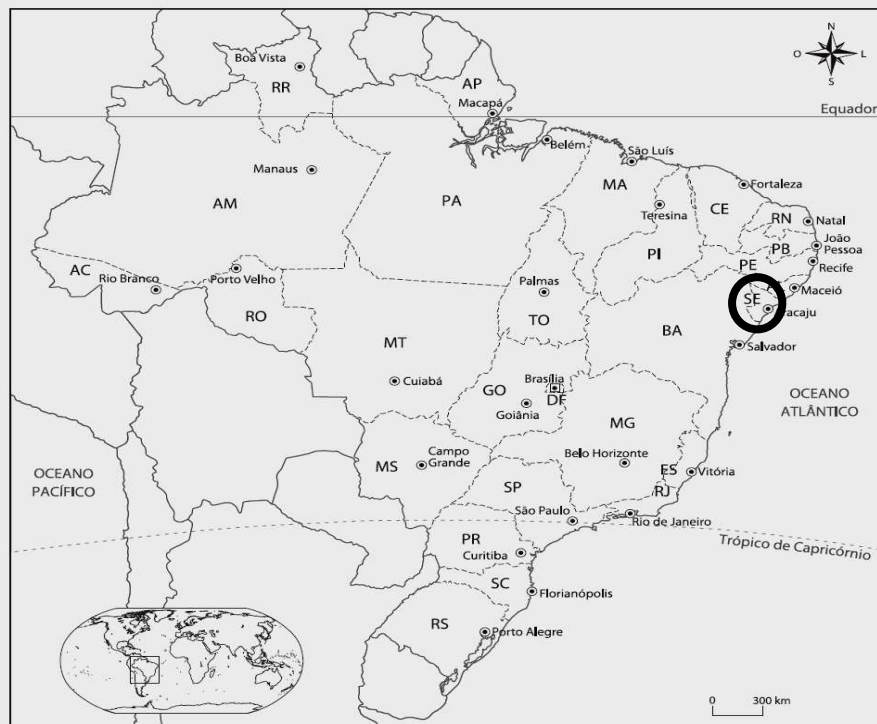 N
O L
S
Boa Vista
RR
AP
Macapá
Equador
Belém
São Luís
Manaus
MA
Fortaleza
AM
PA
CE
Teresina
RN
Natal
João
Pessoa
PB
PI
PE
Recife
AC
Rio Branco
Porto Velho
Palmas
Maceió
SE
RO
TO
BA
MT
Salvador
Cuiabá
GO
Brasília
DF
Goiânia
OCEANO
ATLÂNTICO
MG
Campo
Grande
MS
Belo Horizonte
ES
Vitória
OCEANO
PACÍFICO
SP
RJ
São Paulo
Rio de Janeiro
PR
Curitiba
Trópico de Capricórnio
SC
Florianópolis
RS
Porto Alegre
0 300 km